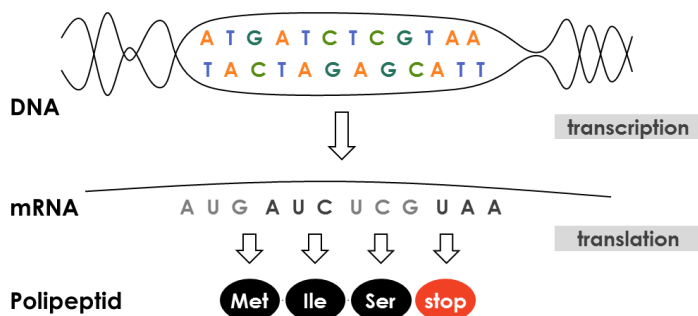 A T G A T C T C G T A A
T A C T A G A G C A T T
DNA
transcription
mRNA
A U G A U C U C G U A A
translation
Polipeptid
Met Ile Ser stop